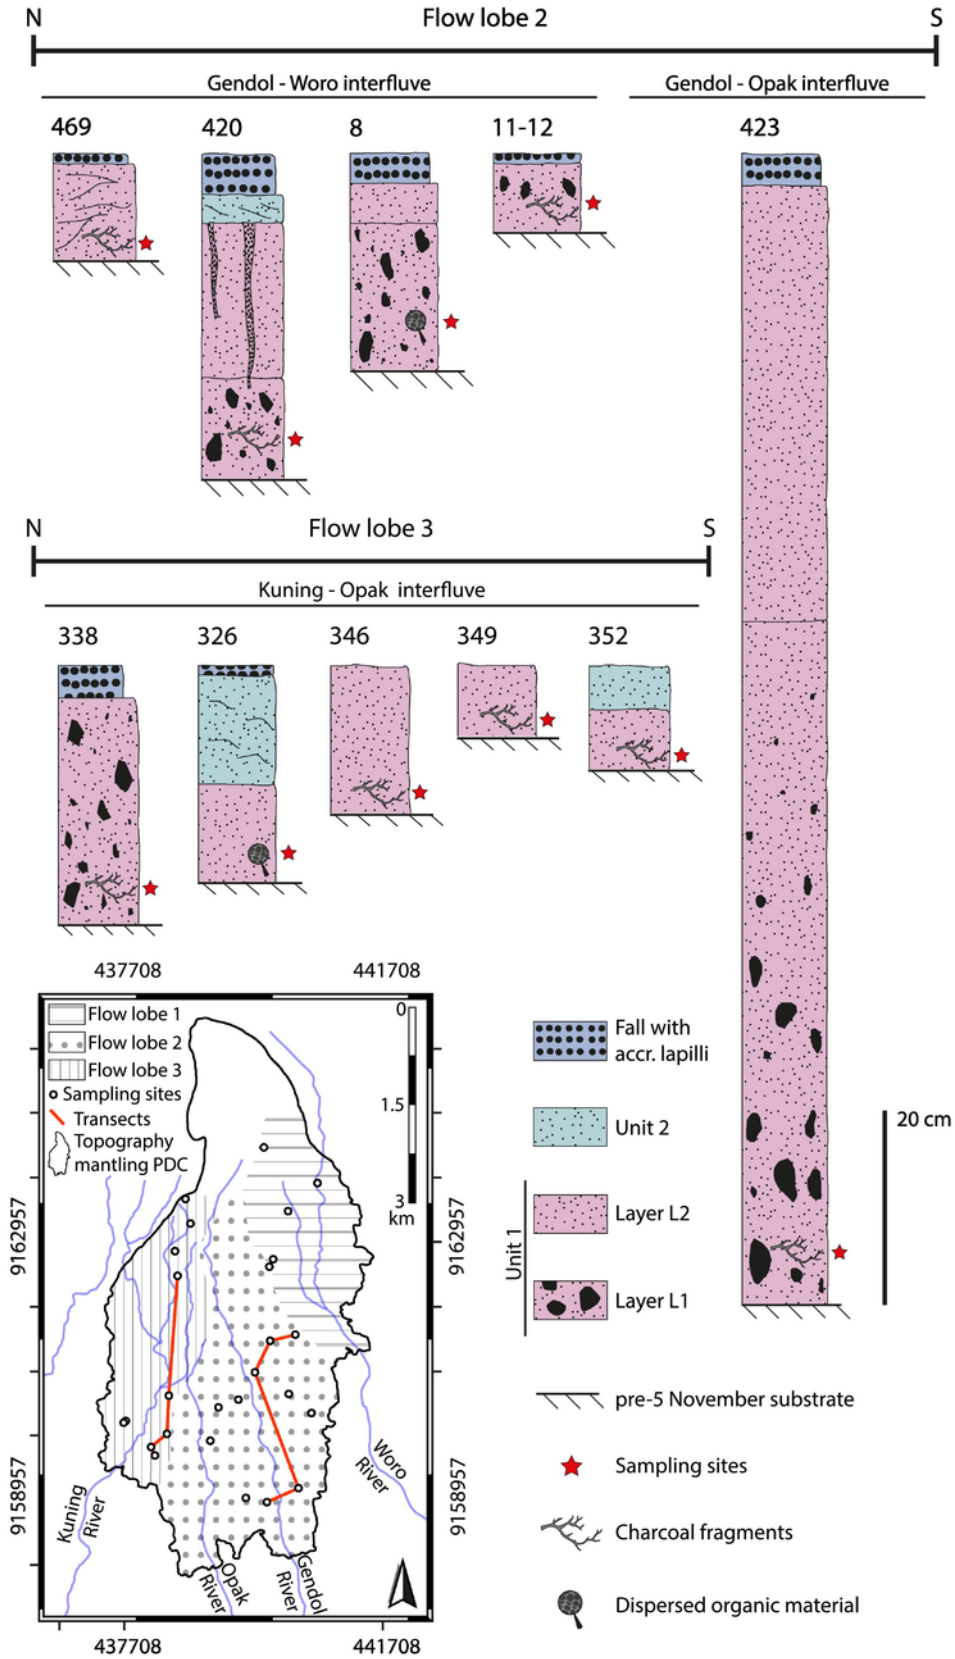 N
Flow lobe 2
S
Gendol - Woro interfluve
Gendol - Opak interfluve
469
420
8
11-12
423
N
Flow lobe 3
S
Kuning - Opak interfluve
338
326
346
349
352
437708
441708
Flow lobe 1
Flow lobe 2
Flow lobe 3
Sampling sites
Transects
Topography
mantling PDC
0
1.5
3
km
9162957
9162957
9158957
9158957
Kuning
River
Opak
River
Gendol
River
Woro
River
437708
441708
Fall with
accr. lapilli
Unit 2
Unit 1
Layer L2
Layer L1
20 cm
pre-5 November substrate
Sampling sites
Charcoal fragments
Dispersed organic material